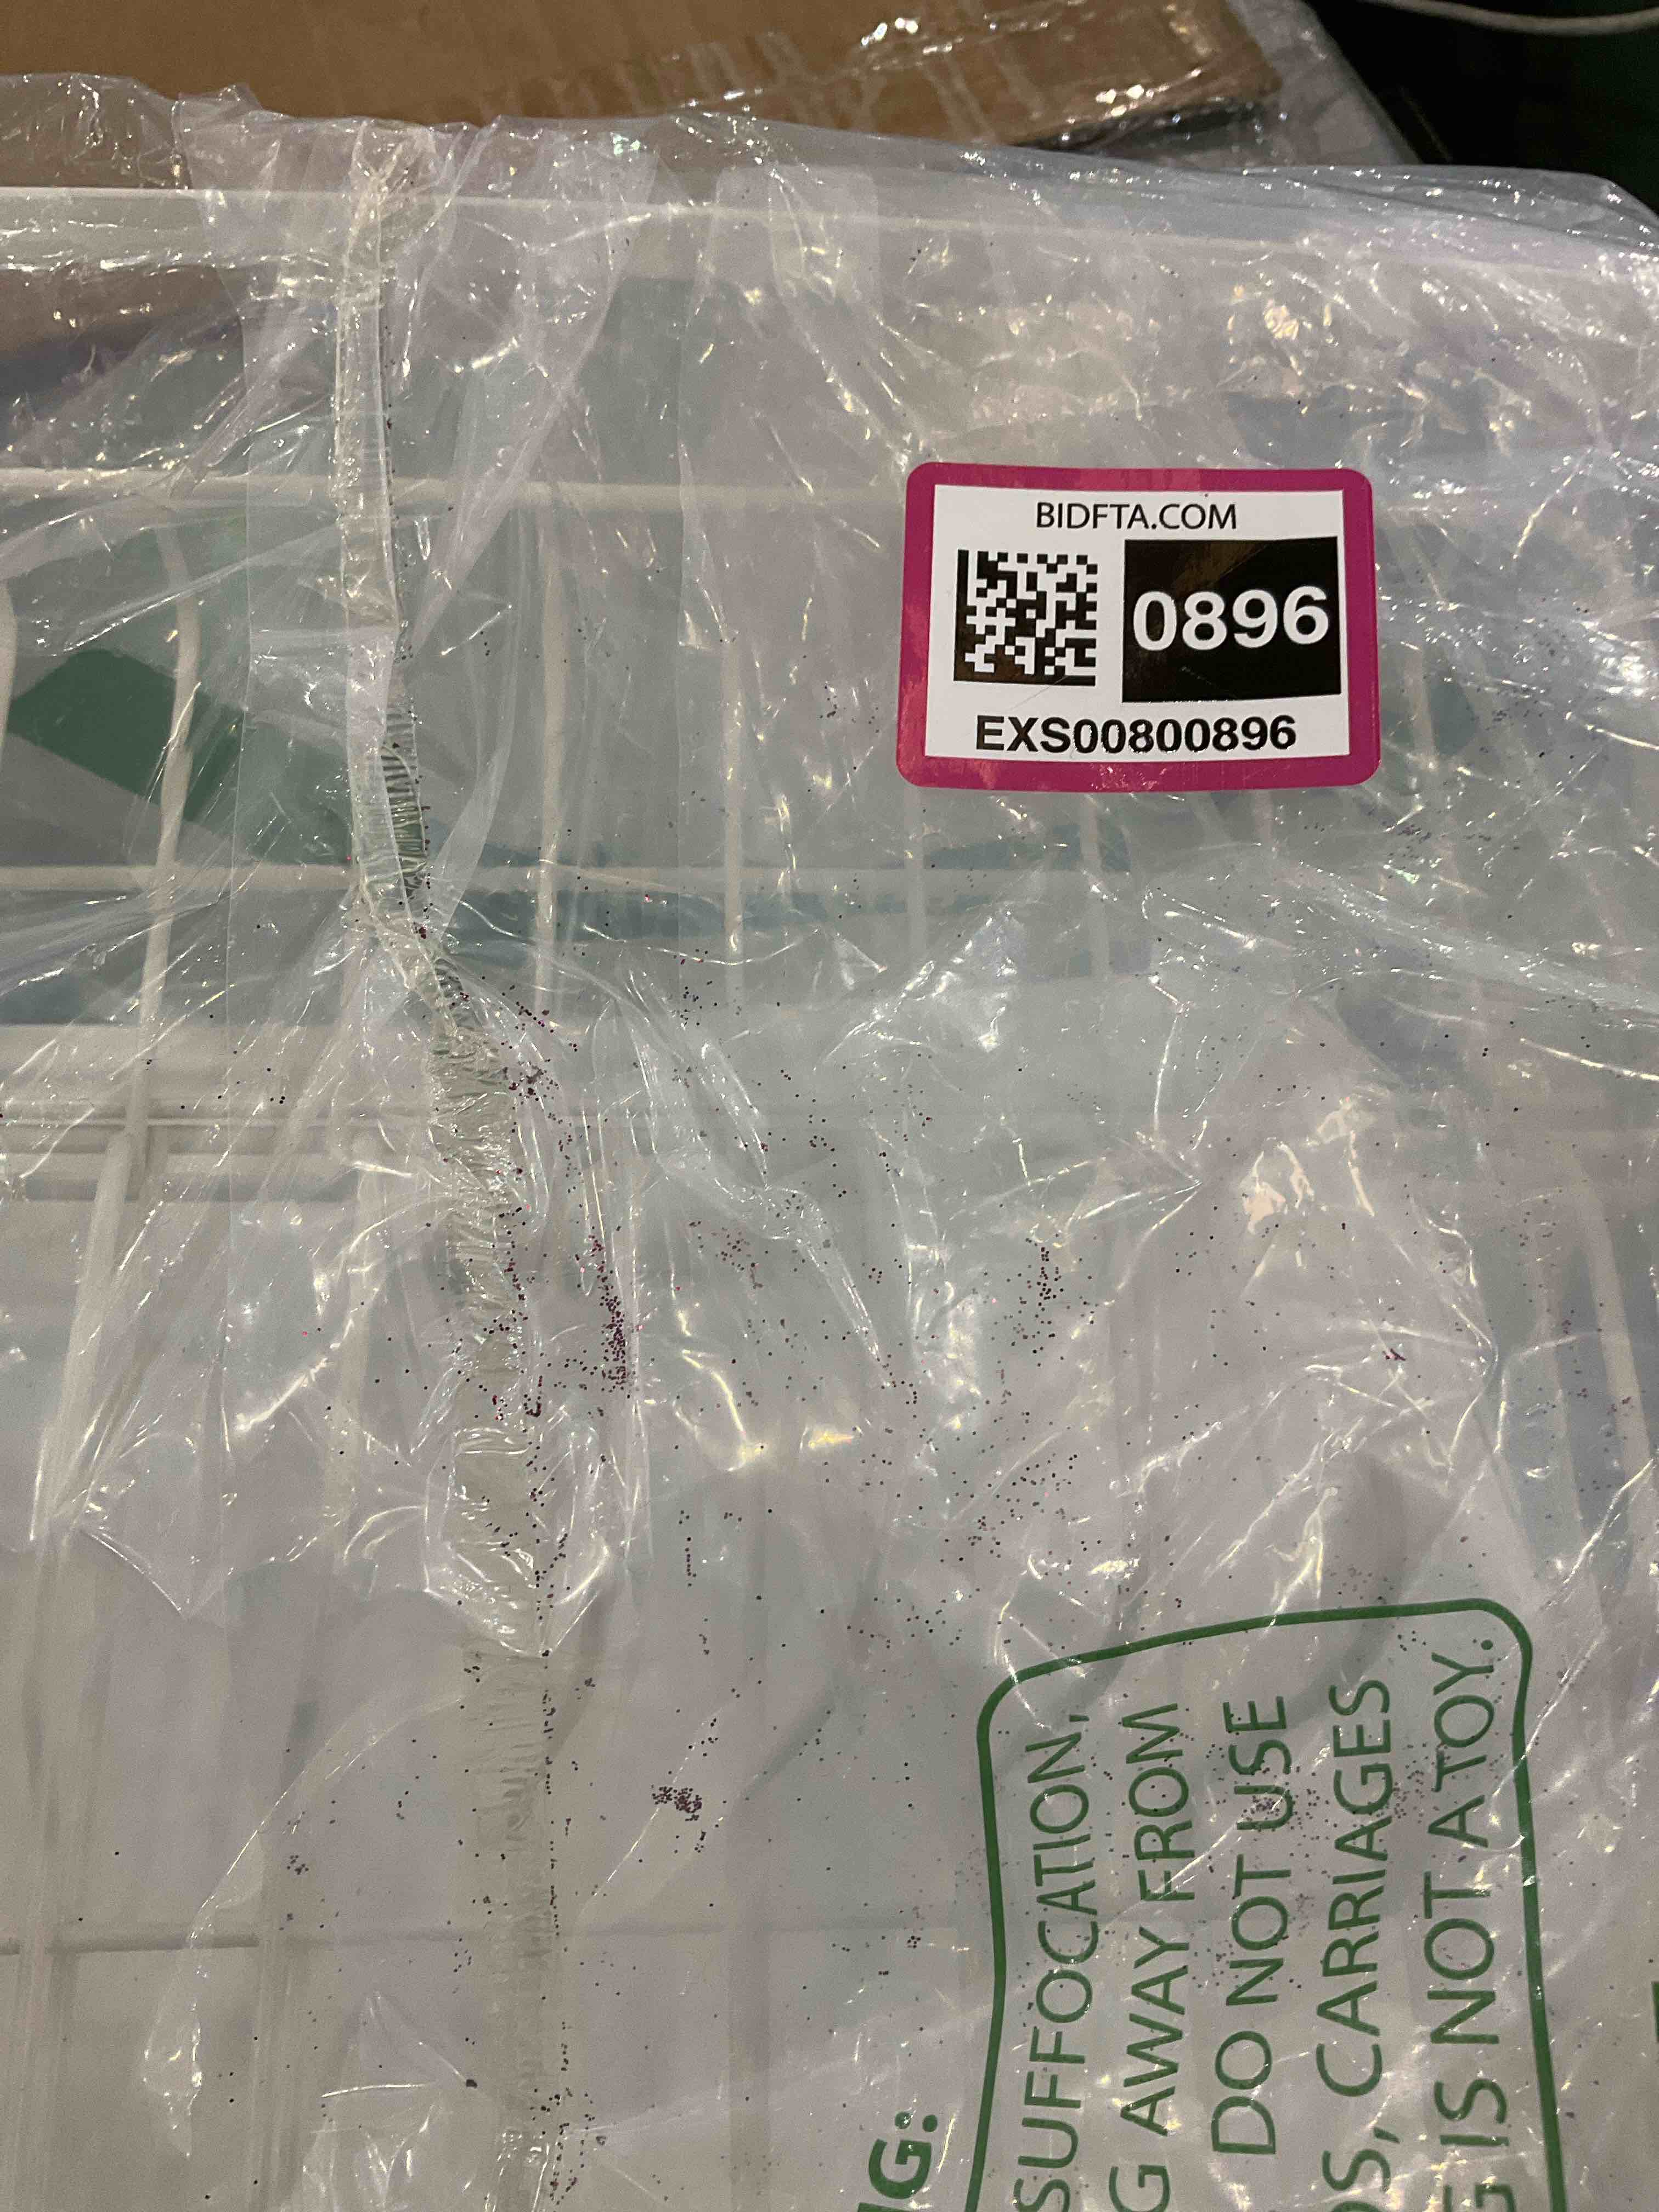 BIDFTA.COM
0896
EXS00800896
SUFFOCATION,
AWAY FROM
DO NOT USE
CARRIAGES
IS NOT A TOY.